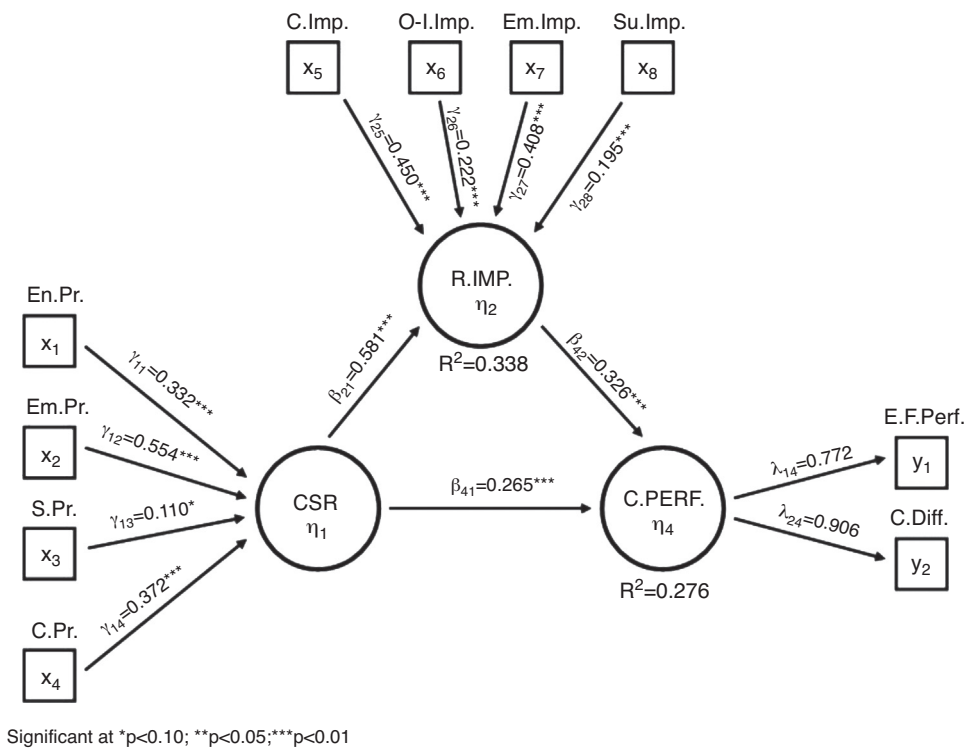 C.Imp. O-I.Imp. Em.Imp. Su.Imp.
x5 x6 x7 x8
γ25=0.450***
γ26=0.222***
γ27=0.408***
γ28=0.195***
R.IMP.
η2
R²=0.338
En.Pr.
x1
γ11=0.332***
Em.Pr.
x2
γ12=0.554***
S.Pr.
x3
γ13=0.110*
C.Pr.
x4
γ14=0.372***
CSR
η1
β21=0.581***
β42=0.326***
β41=0.265***
C.PERF.
η4
R²=0.276
λ14=0.772
λ24=0.906
E.F.Perf.
y1
C.Diff.
y2
Significant at *p<0.10; **p<0.05;***p<0.01